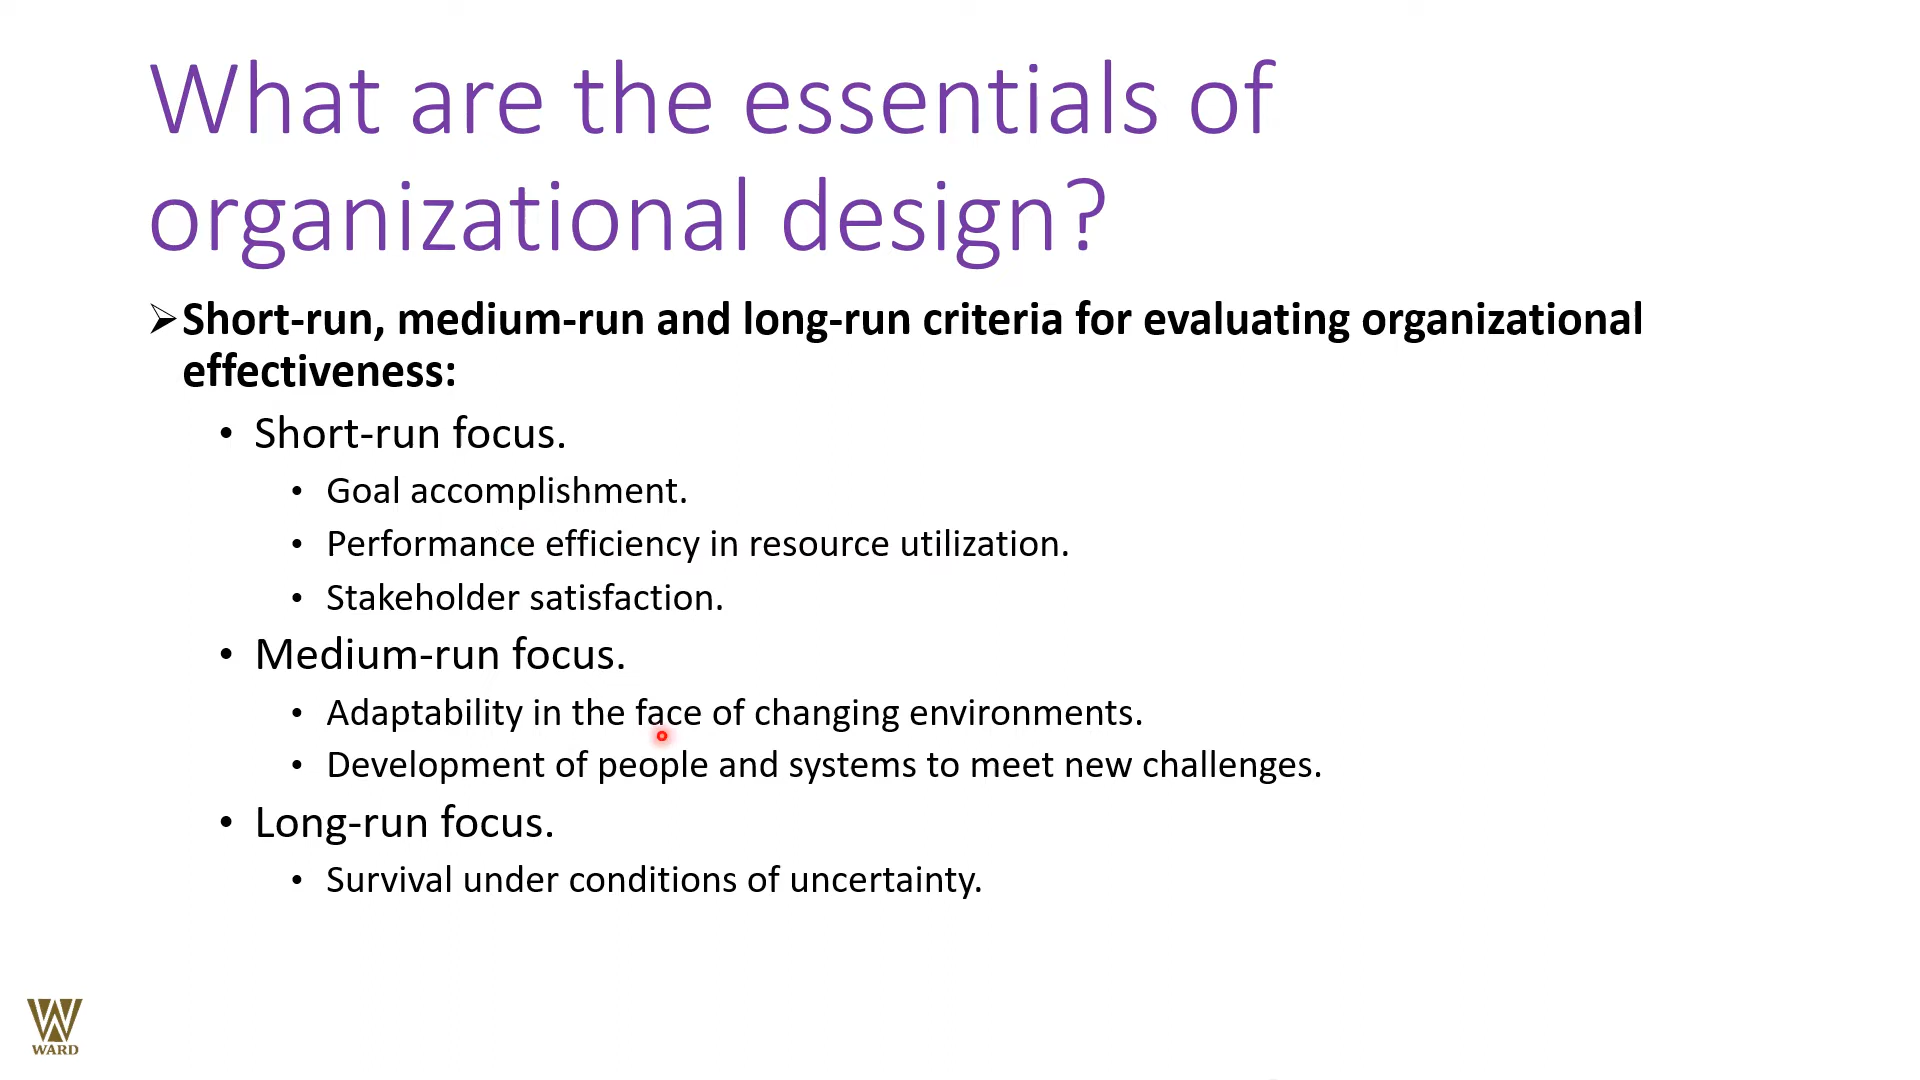 What are the essentials of
organizational design?
➢Short-run, medium-run and long-run criteria for evaluating organizational
effectiveness:
• Short-run focus.
• Goal accomplishment.
• Performance efficiency in resource utilization.
• Stakeholder satisfaction.
• Medium-run focus.
• Adaptability in the face of changing environments.
• Development of people and systems to meet new challenges.
• Long-run focus.
• Survival under conditions of uncertainty.
WARD